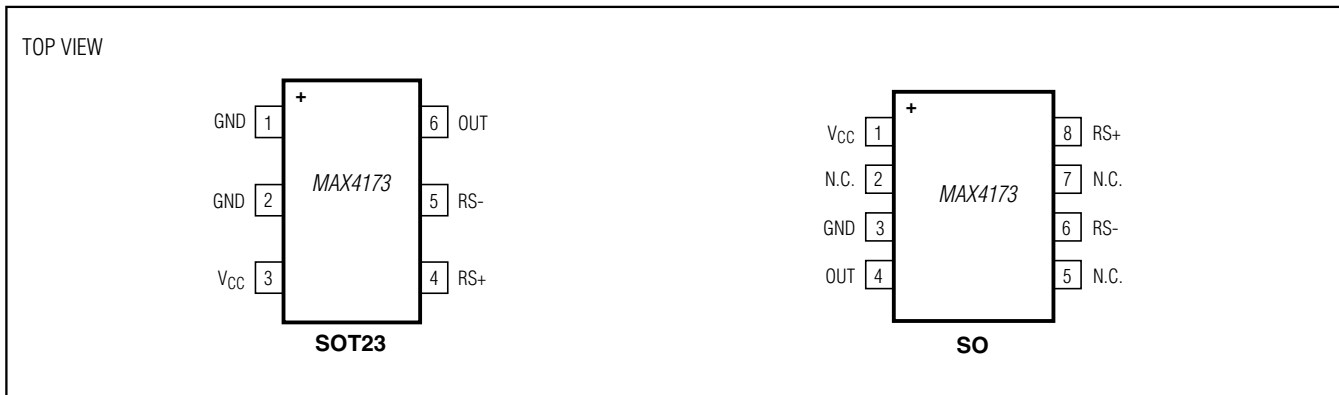 TOP VIEW
+
GND 1
6 OUT
MAX4173
GND 2
5 RS-
VCC 3
4 RS+
SOT23
+
VCC 1
8 RS+
N.C. 2
7 N.C.
MAX4173
GND 3
6 RS-
OUT 4
5 N.C.
SO